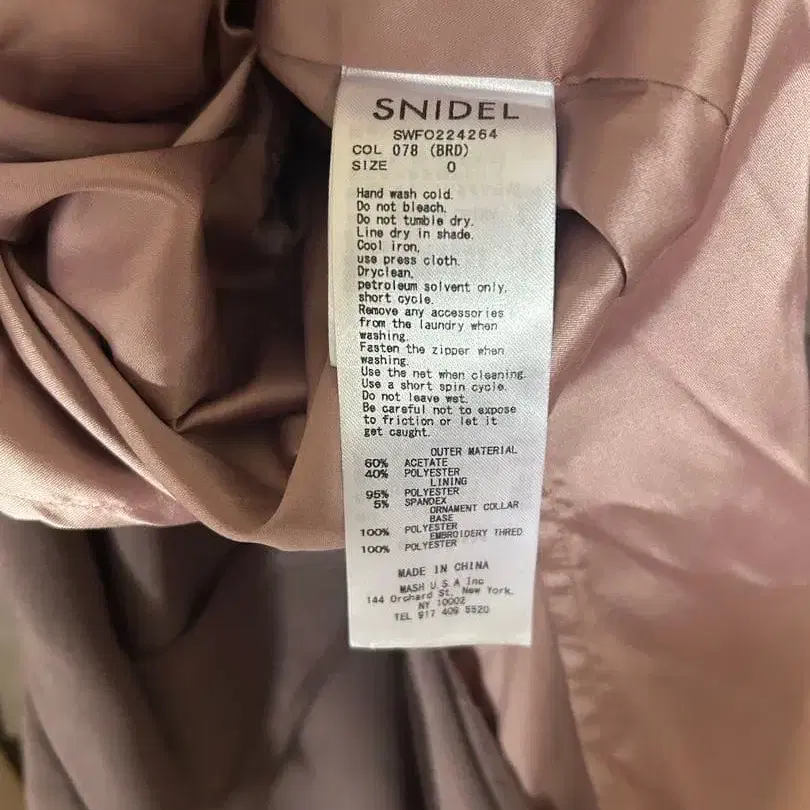 SNIDEL
SWFO224264
COL 078 (BRD)
SIZE 0
Hand wash cold.
Do not bleach.
Do not tumble dry.
Line dry in shade.
Cool iron,
use press cloth.
Dryclean,
petroleum solvent only.
short cycle.
Remove any accessories
from the laundry when
washing.
Fasten the zipper when
washing.
Use the net when cleaning.
Use a short spin cycle.
Do not leave wet.
Be careful not to expose
to friction or let it
get caught.
OUTER MATERIAL
60% ACETATE
40% POLYESTER
LINING
95% POLYESTER
5% SPANDEX
ORNAMENT COLLAR
BASE
100% POLYESTER
EMBROIDERY THRED
100% POLYESTER
MADE IN CHINA
MASH U.S.A Inc
144 Orchard St. New York,
NY 10002
TEL 917 409 5520